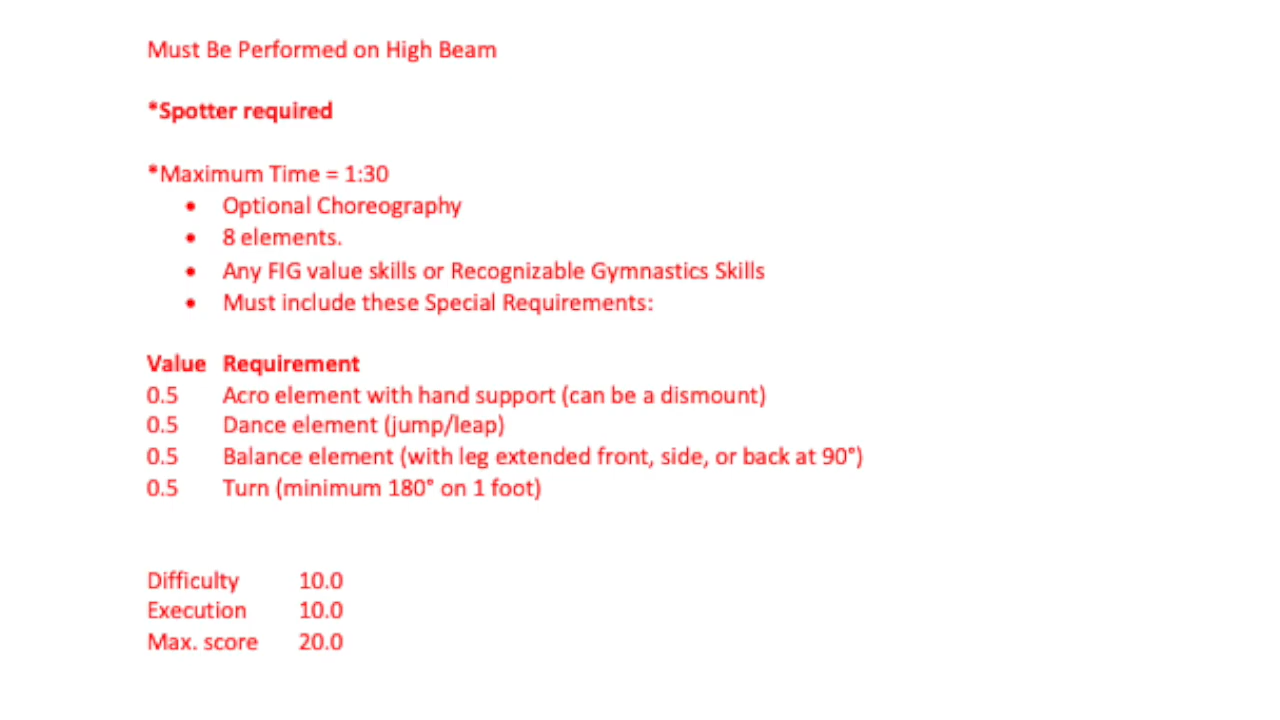 Must Be Performed on High Beam
*Spotter required
*Maximum Time = 1:30
• Optional Choreography
• 8 elements.
• Any FIG value skills or Recognizable Gymnastics Skills
• Must include these Special Requirements:
Value Requirement
0.5 Acro element with hand support (can be a dismount)
0.5 Dance element (jump/leap)
0.5 Balance element (with leg extended front, side, or back at 90°)
0.5 Turn (minimum 180° on 1 foot)
Difficulty 10.0
Execution 10.0
Max. score 20.0